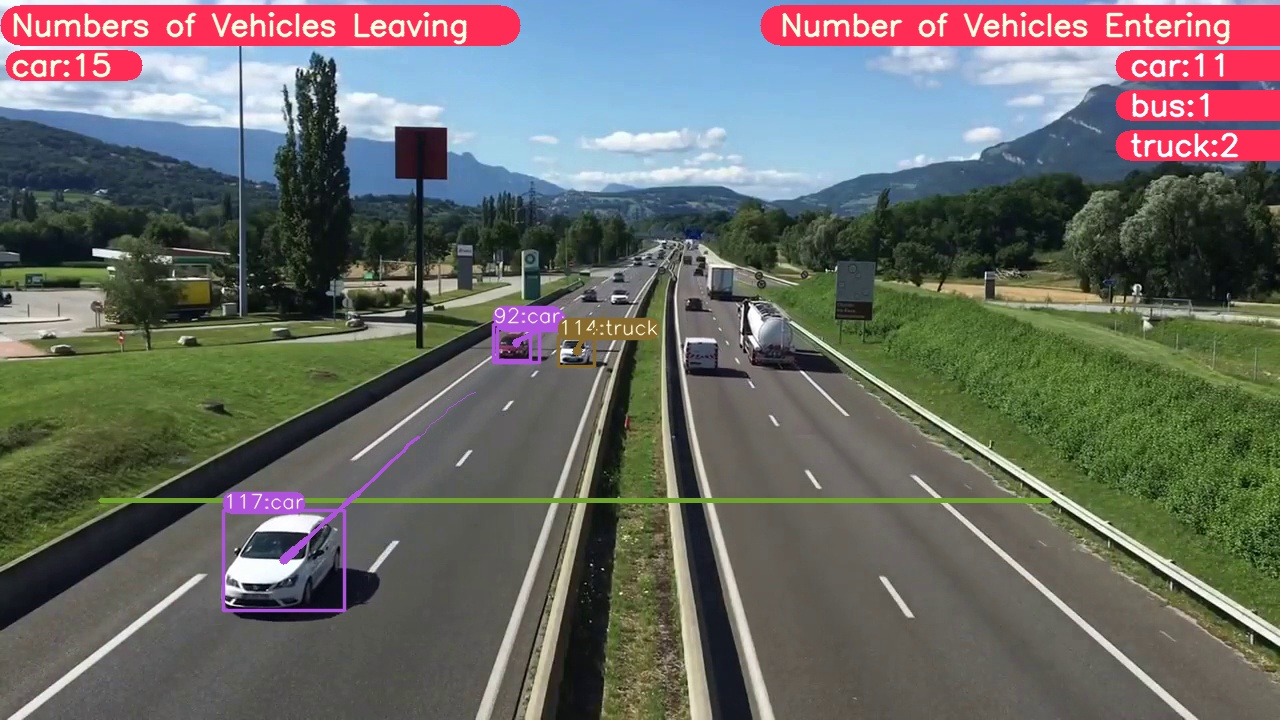 Numbers of Vehicles Leaving
Number of Vehicles Entering
car:15
car:11
bus:1
truck:2
92:car
114:truck
117:car